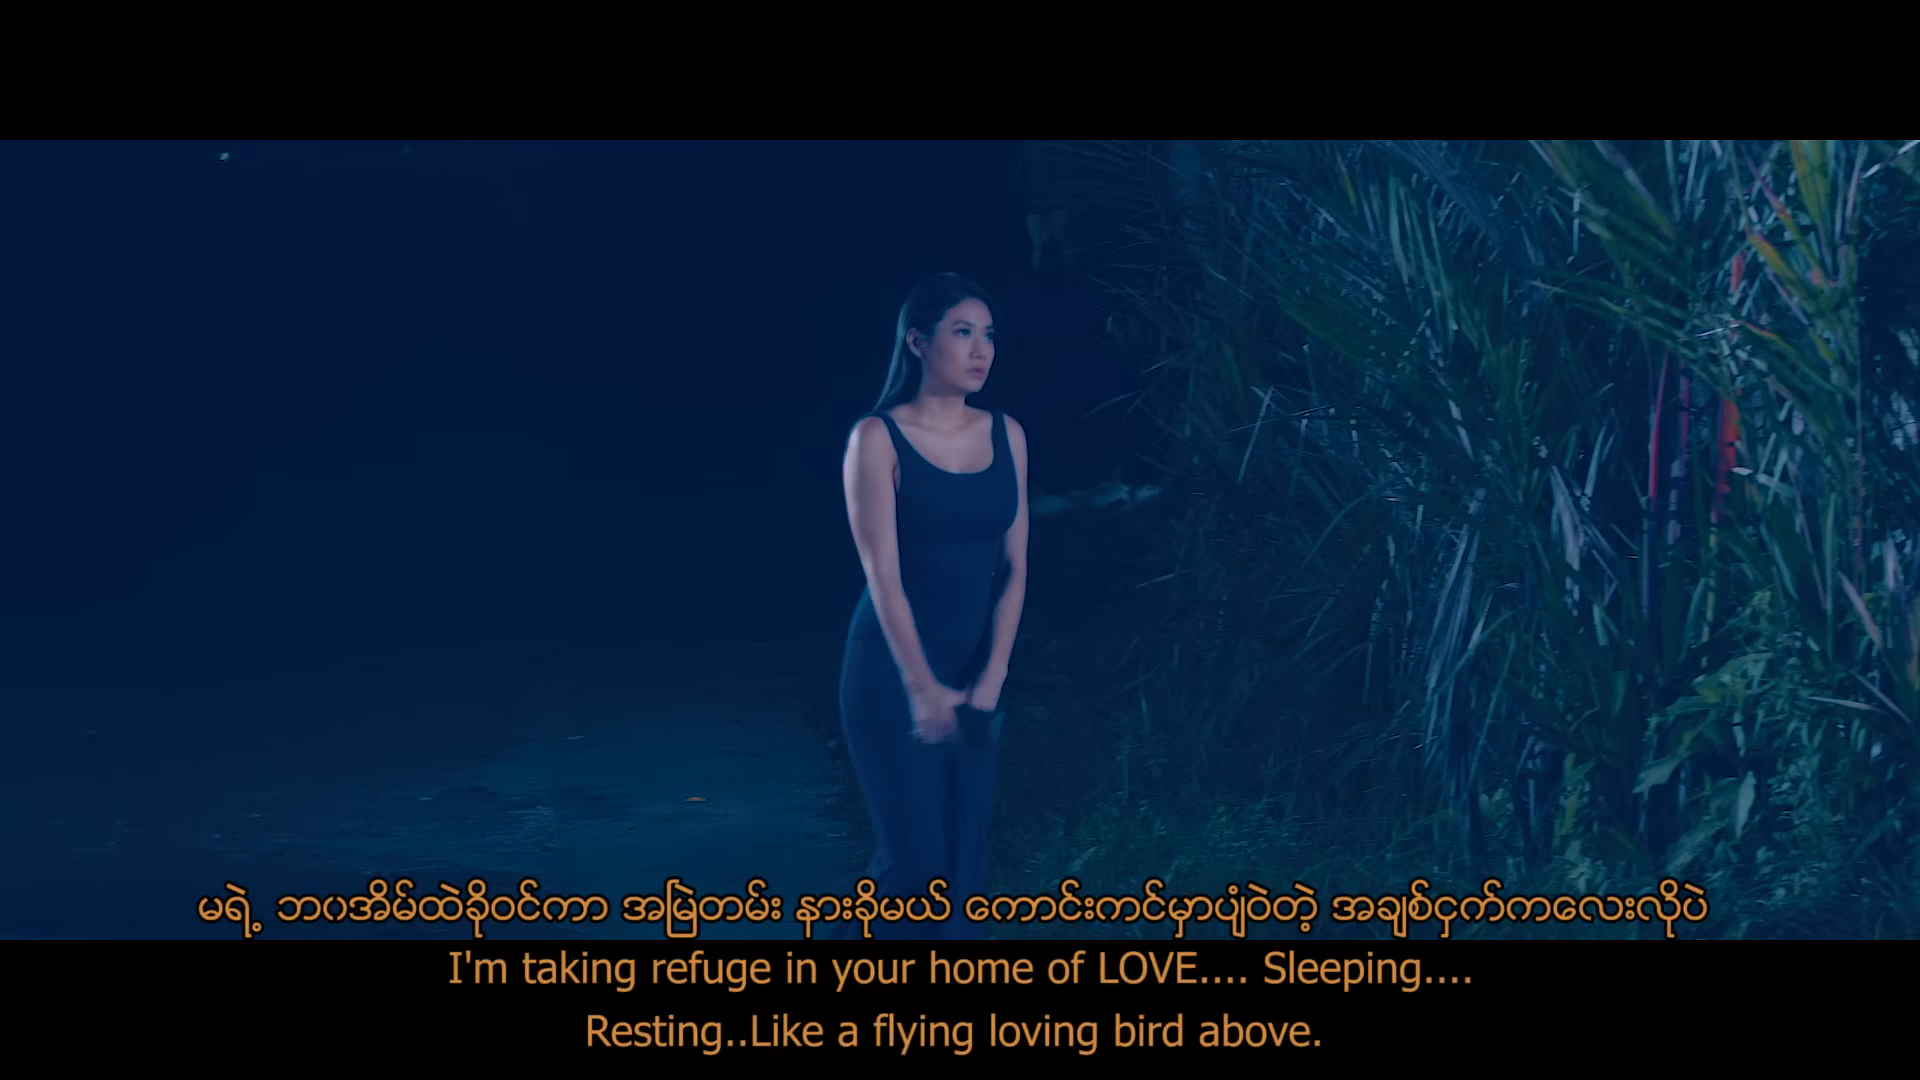 မရဲ့ ဘဝအိမ်ထဲခိုဝင်ကာ အမြဲတမ်း နားခိုမယ် ကောင်းကင်မှာပျံဝဲတဲ့ အချစ်ငှက်ကလေးလိုပဲ
I'm taking refuge in your home of LOVE.... Sleeping....
Resting..Like a flying loving bird above.